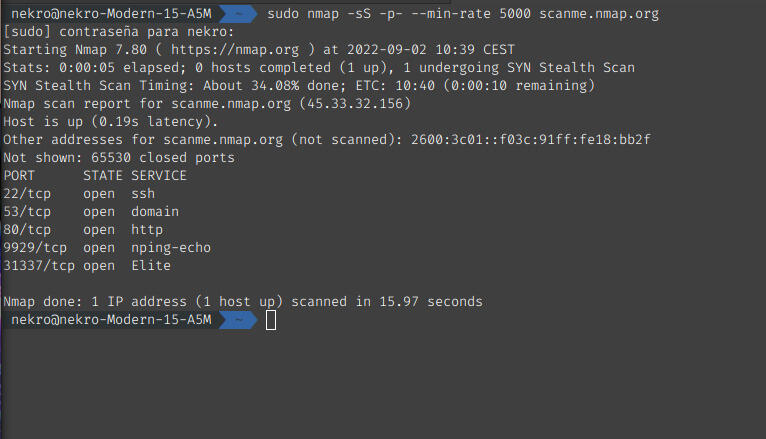 nekro@nekro-Modern-15-A5M ~ sudo nmap -sS -p- --min-rate 5000 scanme.nmap.org
[sudo] contraseña para nekro:
Starting Nmap 7.80 ( https://nmap.org ) at 2022-09-02 10:39 CEST
Stats: 0:00:05 elapsed; 0 hosts completed (1 up), 1 undergoing SYN Stealth Scan
SYN Stealth Scan Timing: About 34.08% done; ETC: 10:40 (0:00:10 remaining)
Nmap scan report for scanme.nmap.org (45.33.32.156)
Host is up (0.19s latency).
Other addresses for scanme.nmap.org (not scanned): 2600:3c01::f03c:91ff:fe18:bb2f
Not shown: 65530 closed ports
PORT      STATE SERVICE
22/tcp    open  ssh
53/tcp    open  domain
80/tcp    open  http
9929/tcp  open  nping-echo
31337/tcp open  Elite
Nmap done: 1 IP address (1 host up) scanned in 15.97 seconds
nekro@nekro-Modern-15-A5M ~